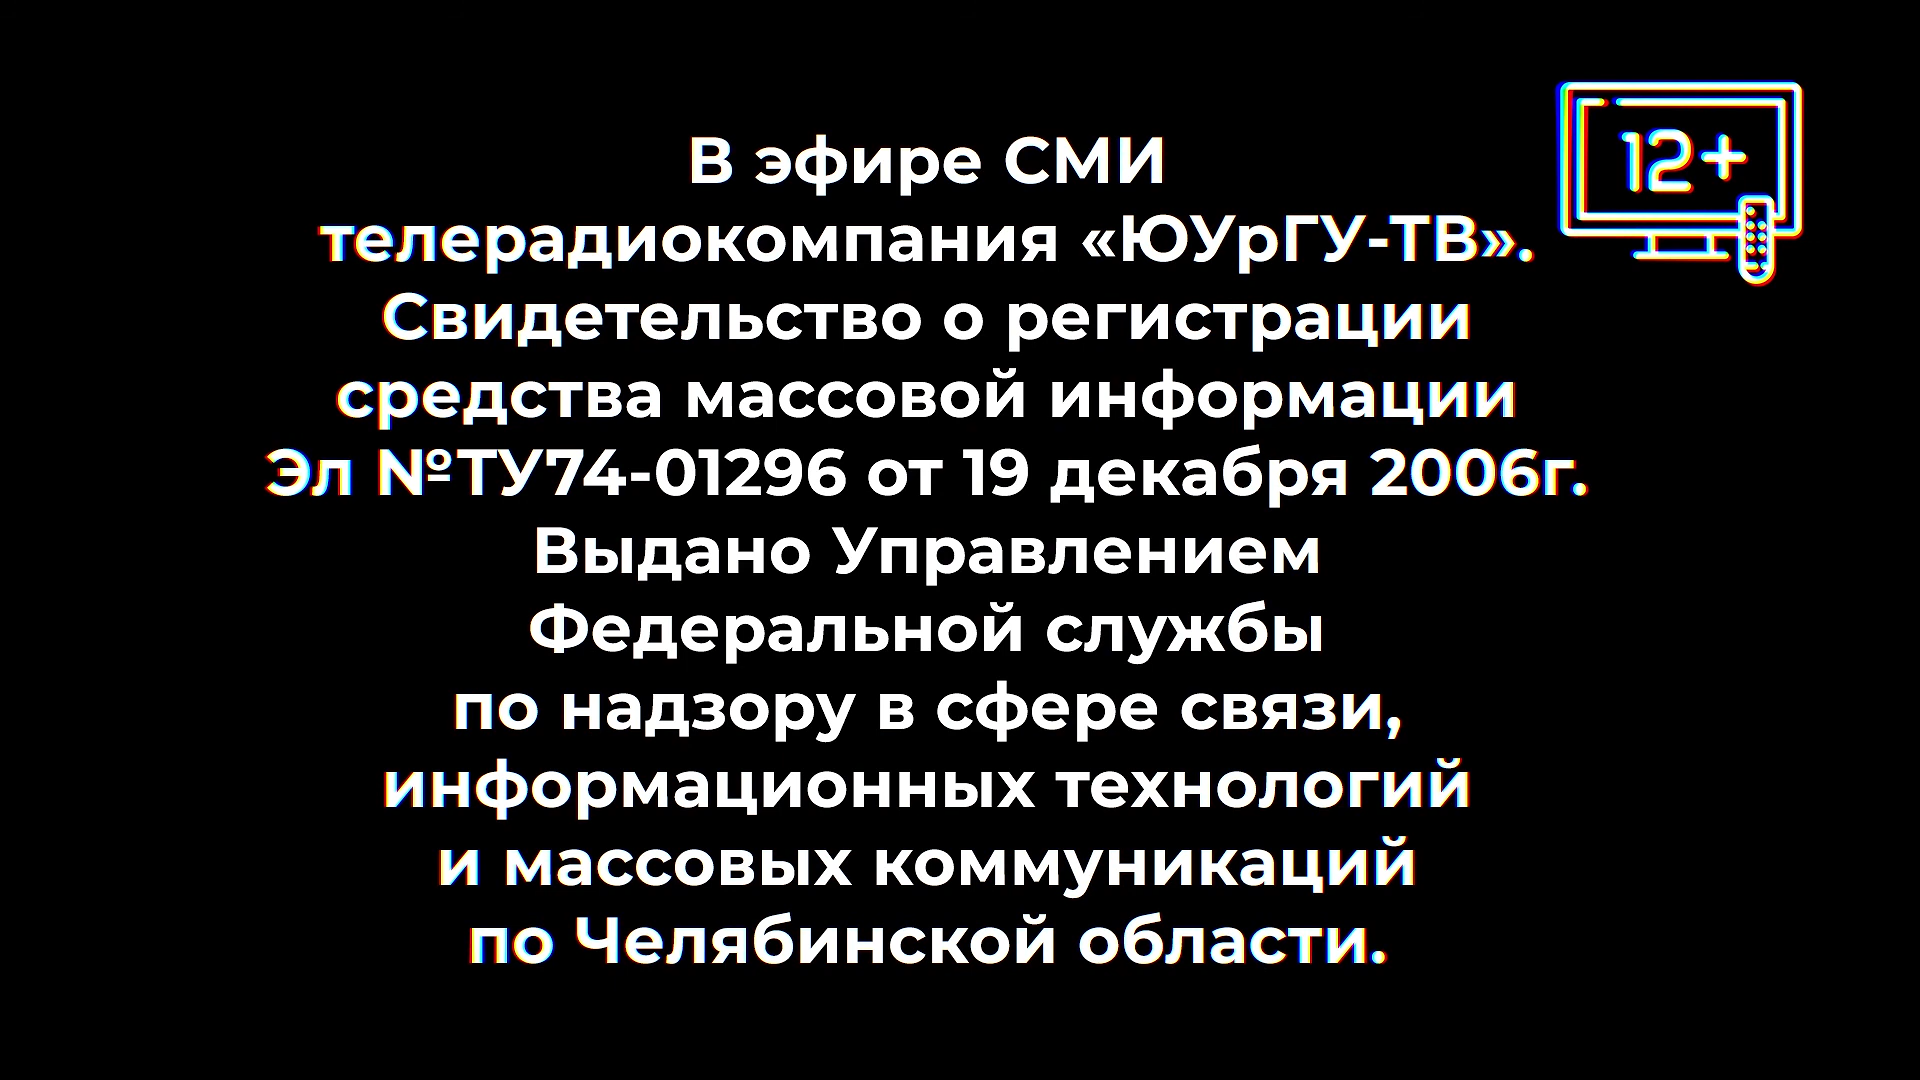 12+
В эфире СМИ
телерадиокомпания «ЮУрГУ-ТВ».
Свидетельство о регистрации
средства массовой информации
Эл №ТУ74-01296 от 19 декабря 2006г.
Выдано Управлением
Федеральной службы
по надзору в сфере связи,
информационных технологий
и массовых коммуникаций
по Челябинской области.